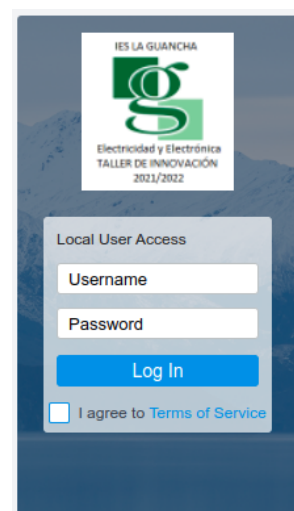 IES LA GUANCHA
g
Electricidad y Electrónica
TALLER DE INNOVACIÓN
2021/2022
Local User Access
Username
Password
Log In
I agree to Terms of Service